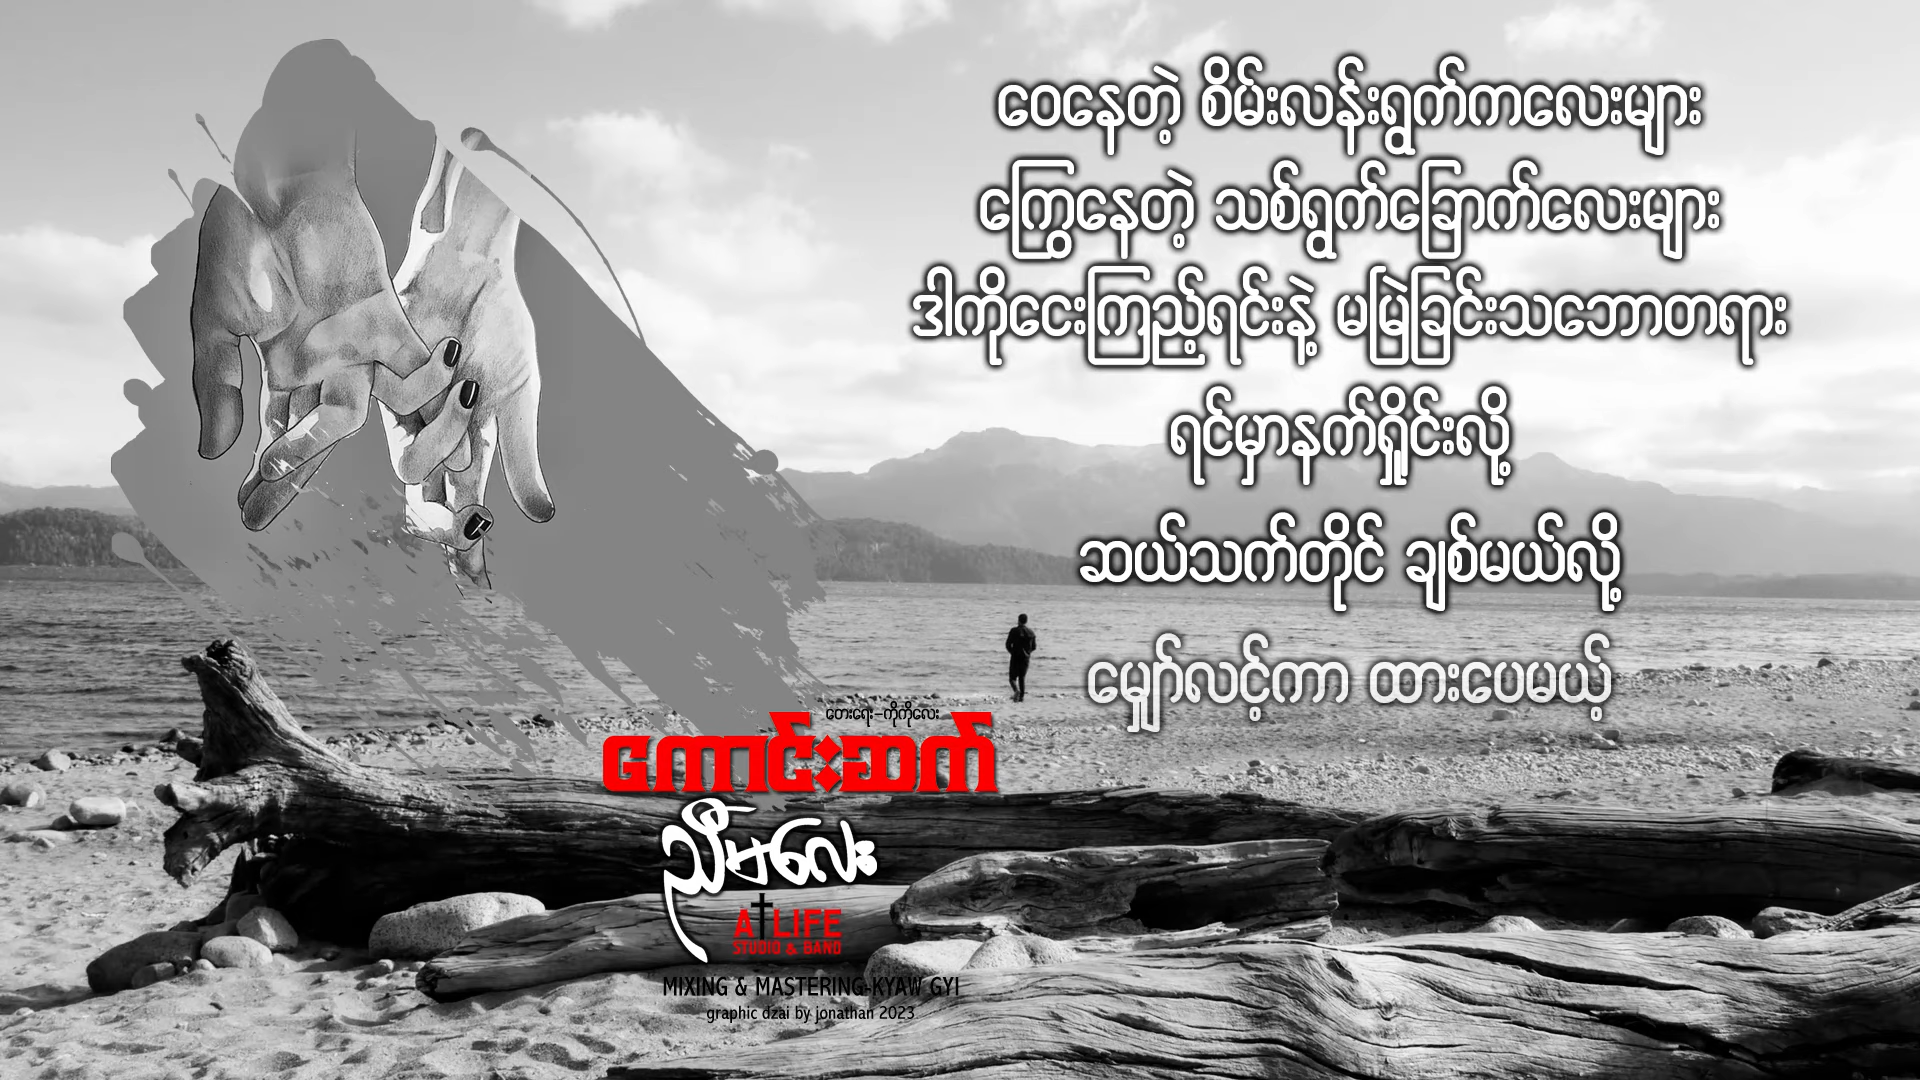 ဝေနေတဲ့ စိမ်းလန်းရွက်ကလေးများ
ကြွေနေတဲ့ သစ်ရွက်ခြောက်လေးများ
ဒါကိုငေးကြည့်ရင်းနဲ့ မမြဲခြင်းသဘောတရား
ရင်မှာနက်ရှိုင်းလို့
ဆယ်သက်တိုင် ချစ်မယ်လို့
မျှော်လင့်ကာ ထားပေမယ့်
တေးရေး-ကိုကိုလေး
ကောင်းဆက်
ညီမလေး
A LIFE
STUDIO & BAND
MIXING & MASTERING-KYAW GYI
graphic dzai by jonathan 2023